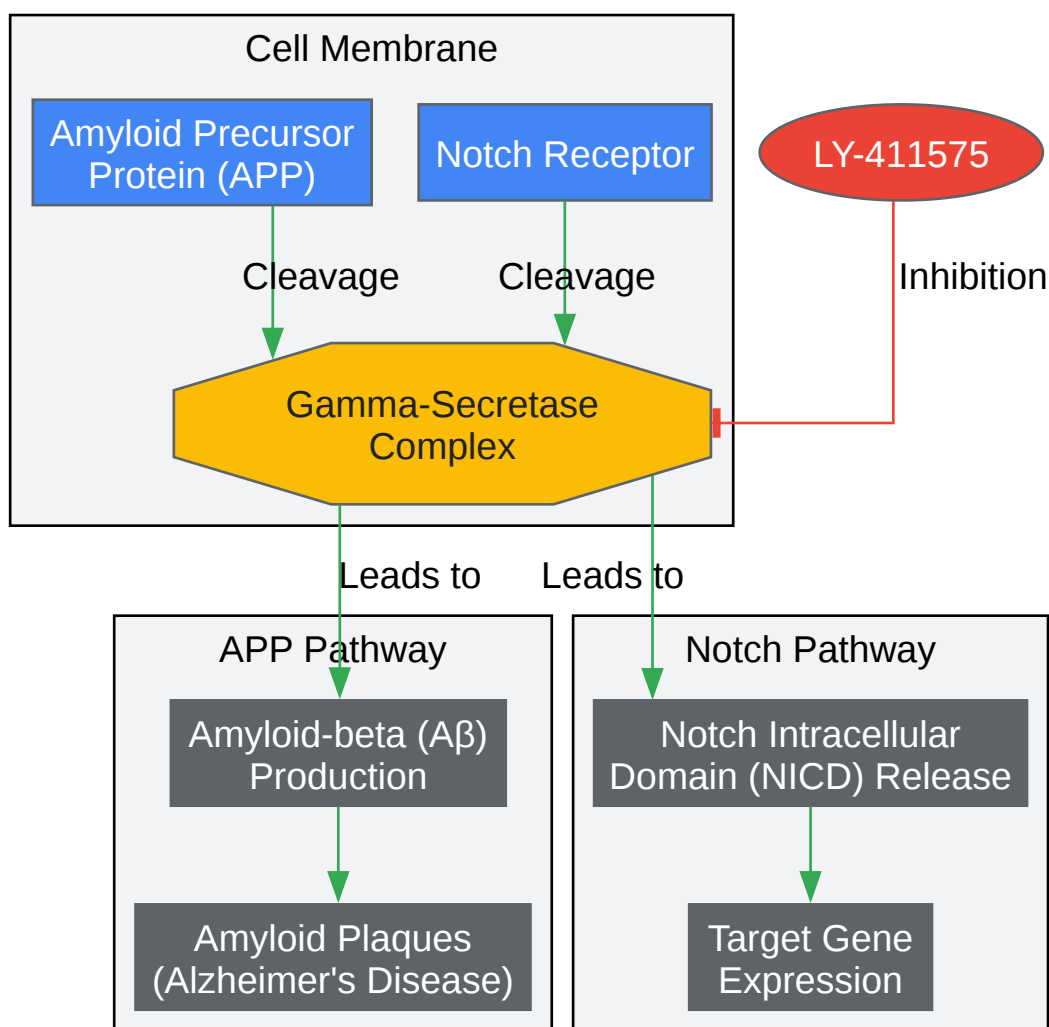 Cell Membrane
Amyloid Precursor
Protein (APP)
Notch Receptor
LY-411575
Cleavage
Cleavage
Inhibition
Gamma-Secretase
Complex
Leads to
Leads to
APP Pathway
Notch Pathway
Amyloid-beta (Aβ)
Production
Notch Intracellular
Domain (NICD) Release
Amyloid Plaques
(Alzheimer's Disease)
Target Gene
Expression